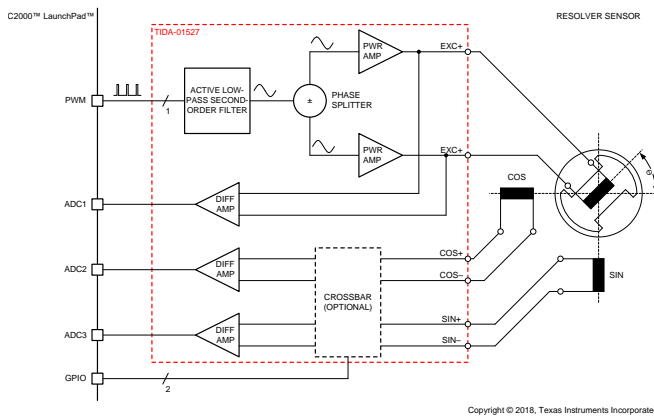 C2000™ LaunchPad™
RESOLVER SENSOR
TIDA-01527
PWR
AMP
EXC+
PWM
1
ACTIVE LOW-
PASS SECOND-
ORDER FILTER
±
PHASE
SPLITTER
PWR
AMP
EXC+
ADC1
DIFF
AMP
COS
Θ
ADC2
DIFF
AMP
CROSSBAR
(OPTIONAL)
COS+
COS–
SIN
ADC3
DIFF
AMP
SIN+
SIN–
GPIO
2
Copyright © 2018, Texas Instruments Incorporated